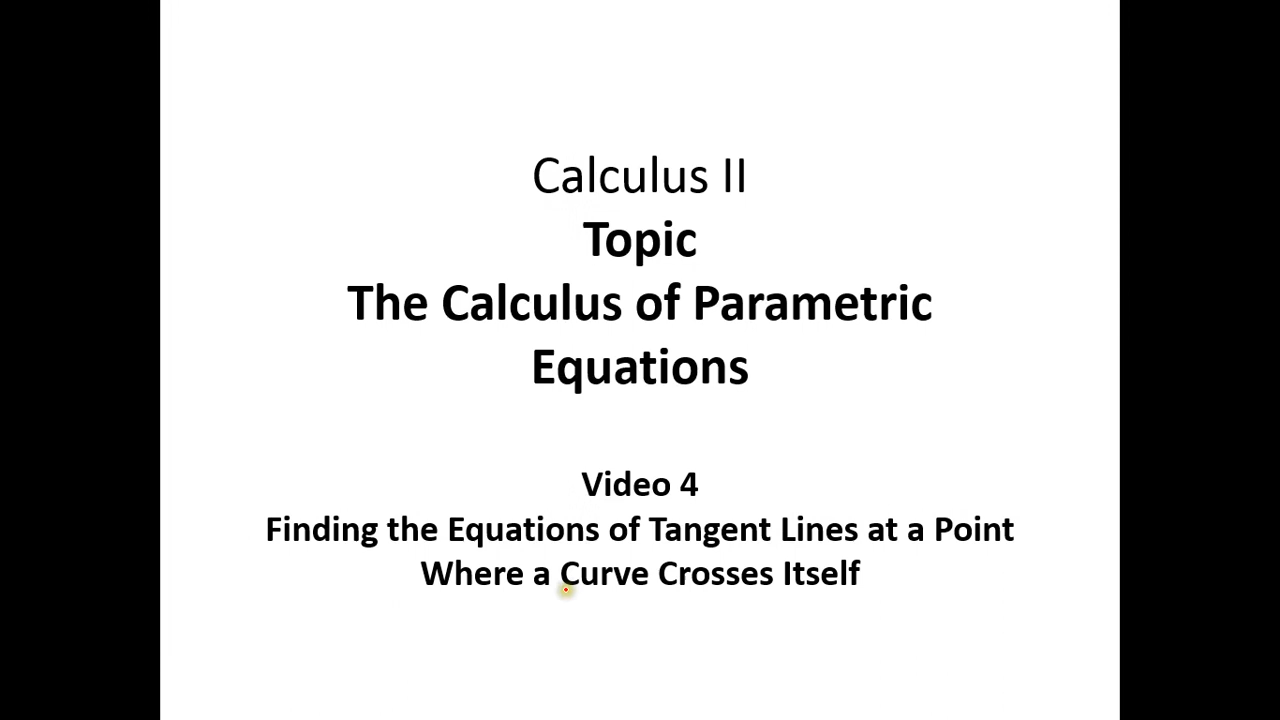 Calculus II
Topic
The Calculus of Parametric
Equations
Video 4
Finding the Equations of Tangent Lines at a Point
Where a Curve Crosses Itself